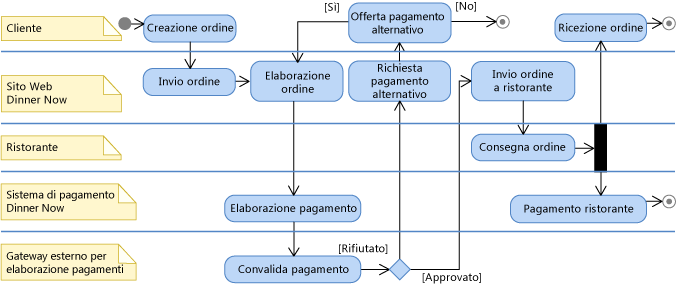 [Sì]
Offerta pagamento
alternativo
[No]
Cliente
Creazione ordine
Ricezione ordine
Sito Web
Dinner Now
Invio ordine
Elaborazione
ordine
Richiesta
pagamento
alternativo
Invio ordine
a ristorante
Ristorante
Consegna ordine
Sistema di pagamento
Dinner Now
Elaborazione pagamento
Pagamento ristorante
Gateway esterno per
elaborazione pagamenti
Convalida pagamento
[Rifiutato]
[Approvato]